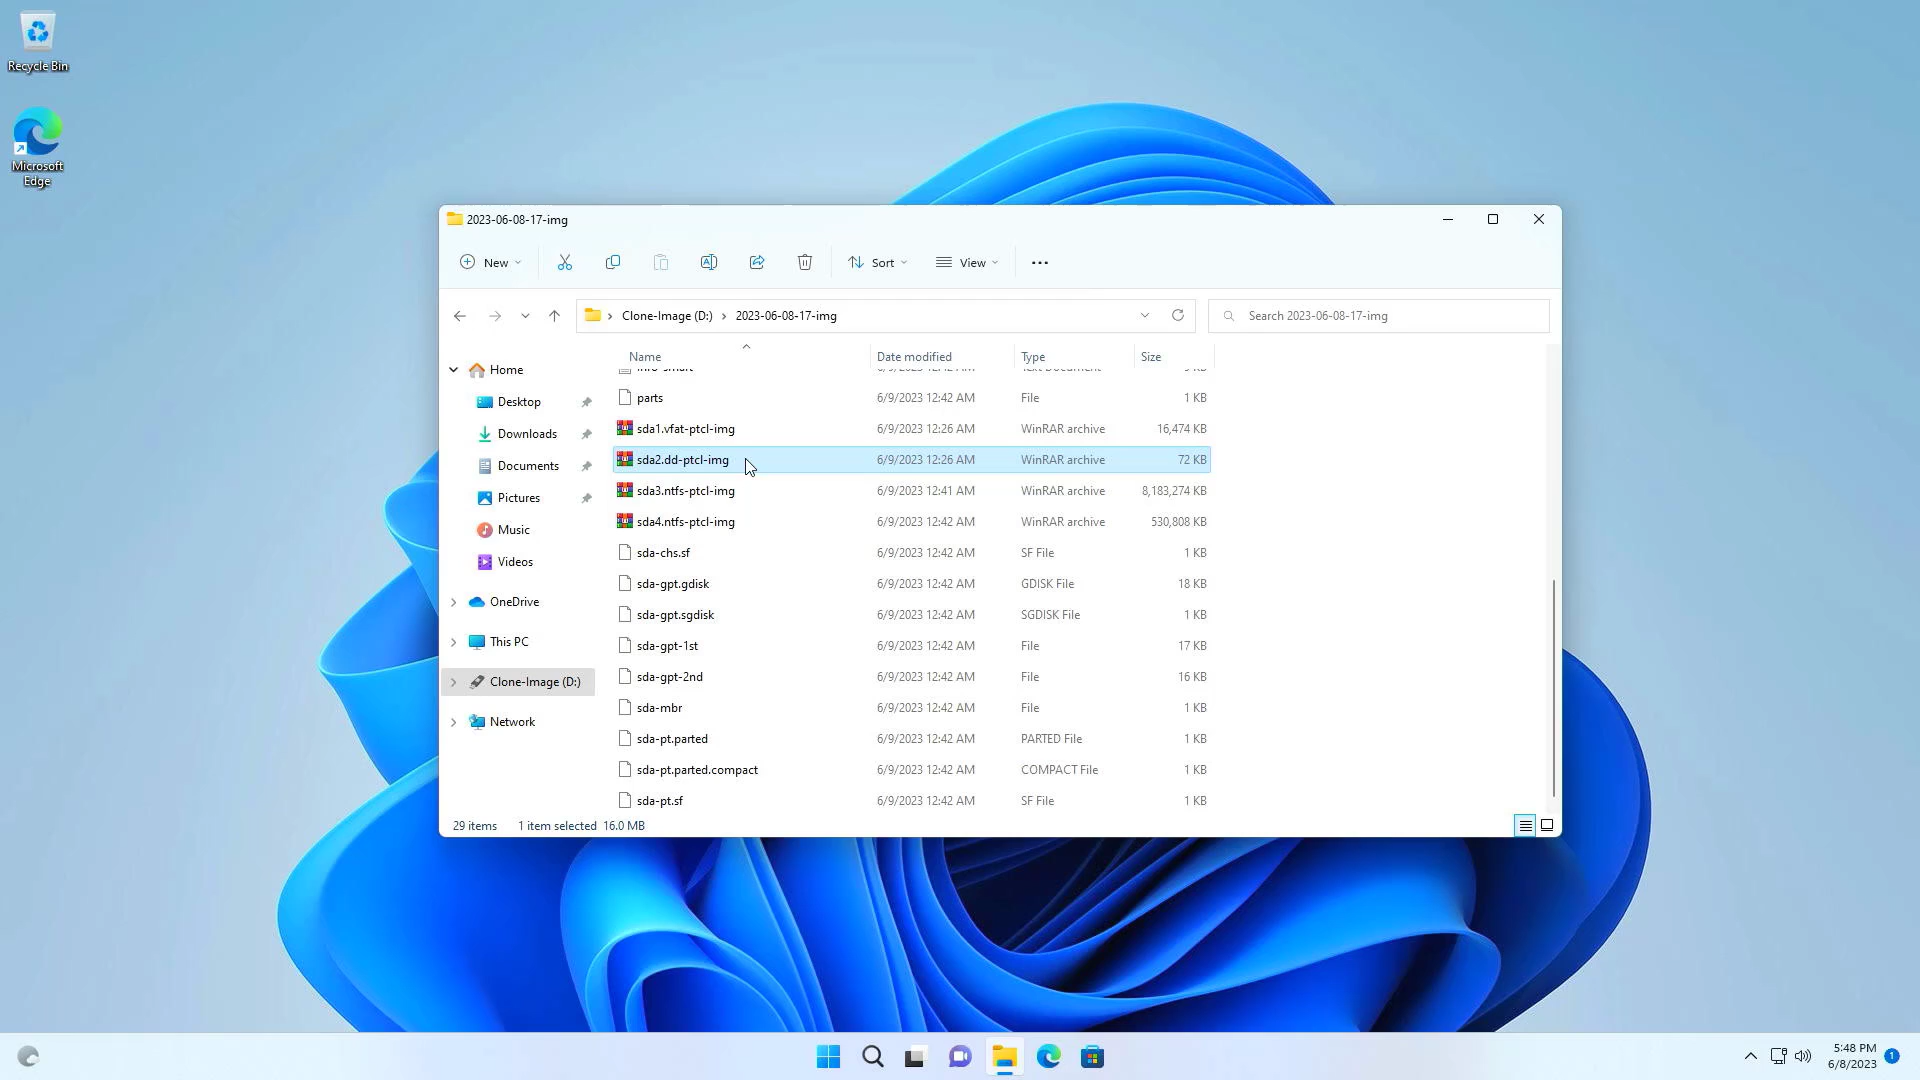 Recycle Bin
Microsoft
Edge
2023-06-08-17-img
New
Sort
View
Clone-Image (D:)
2023-06-08-17-img
Search 2023-06-08-17-img
Home
Desktop
Downloads
Documents
Pictures
Music
Videos
OneDrive
This PC
Clone-Image (D:)
Network
Name Date modified Type Size
parts 6/9/2023 12:42 AM File 1 KB
sda1.vfat-ptcl-img 6/9/2023 12:26 AM WinRAR archive 16,474 KB
sda2.dd-ptcl-img 6/9/2023 12:26 AM WinRAR archive 72 KB
sda3.ntfs-ptcl-img 6/9/2023 12:41 AM WinRAR archive 8,183,274 KB
sda4.ntfs-ptcl-img 6/9/2023 12:42 AM WinRAR archive 530,808 KB
sda-chs.sf 6/9/2023 12:42 AM SF File 1 KB
sda-gpt.gdisk 6/9/2023 12:42 AM GDISK File 18 KB
sda-gpt.sgdisk 6/9/2023 12:42 AM SGDISK File 1 KB
sda-gpt-1st 6/9/2023 12:42 AM File 17 KB
sda-gpt-2nd 6/9/2023 12:42 AM File 16 KB
sda-mbr 6/9/2023 12:42 AM File 1 KB
sda-pt.parted 6/9/2023 12:42 AM PARTED File 1 KB
sda-pt.parted.compact 6/9/2023 12:42 AM COMPACT File 1 KB
sda-pt.sf 6/9/2023 12:42 AM SF File 1 KB
29 items 1 item selected 16.0 MB
5:48 PM
6/8/2023
1